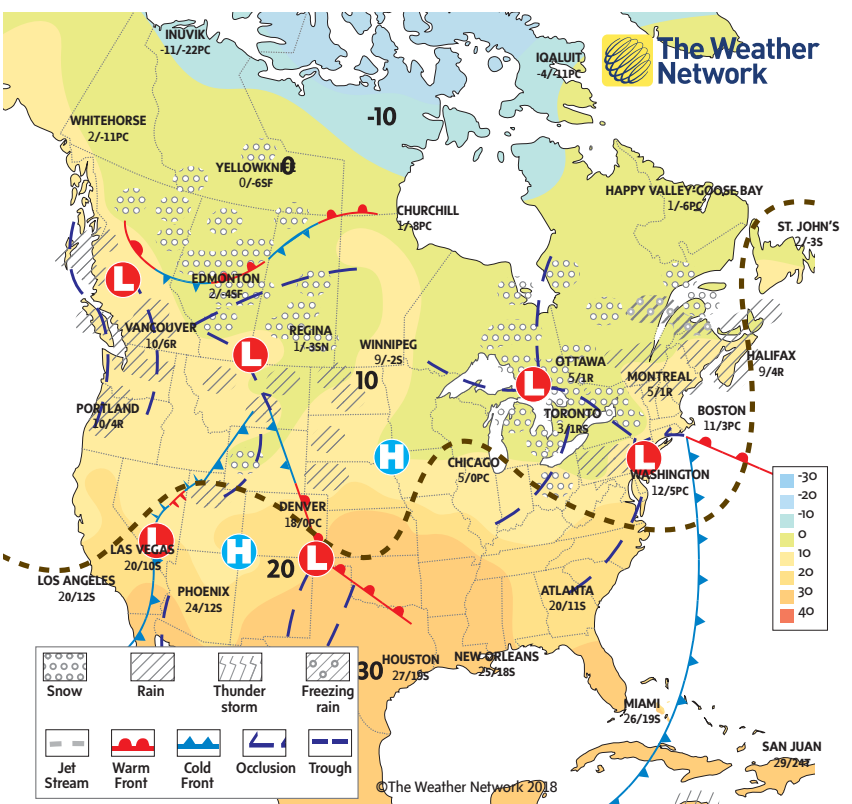 The Weather
Network
INUVIK
-11/-22PC
IQALUIT
-4/-11PC
-10
WHITEHORSE
2/-11PC
YELLOWKNIFE
0/-6SF
0
HAPPY VALLEY-GOOSE BAY
1/-6PC
CHURCHILL
1/-8PC
ST. JOHN'S
2/-3S
EDMONTON
2/-4SF
L
VANCOUVER
10/6R
REGINA
1/-3SN
WINNIPEG
9/-2S
L
10
OTTAWA
5/1R
MONTREAL
5/1R
HALIFAX
9/4R
L
PORTLAND
10/4R
TORONTO
3/1RS
BOSTON
11/3PC
H
CHICAGO
5/0PC
L
WASHINGTON
12/5PC
-30
-20
-10
0
10
20
30
40
DENVER
18/0PC
L
LAS VEGAS
20/10S
H
L
20
LOS ANGELES
20/12S
PHOENIX
24/12S
ATLANTA
20/11S
30
HOUSTON
27/19S
NEW ORLEANS
25/18S
MIAMI
26/19S
SAN JUAN
29/24T
Snow
Rain
Thunder
storm
Freezing
rain
Jet
Stream
Warm
Front
Cold
Front
Occlusion
Trough
©The Weather Network 2018